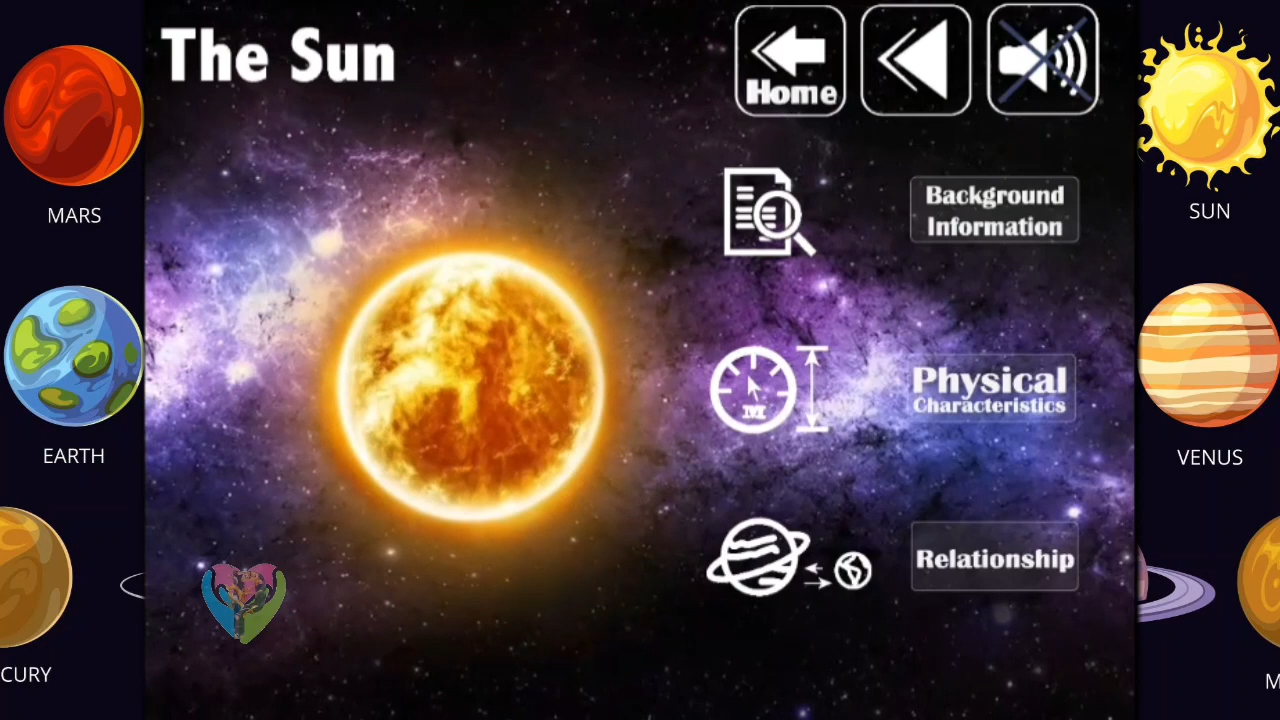 The Sun
Home
MARS
SUN
Background
Information
Physical
Characteristics
M
EARTH
VENUS
Relationship
CURY
M